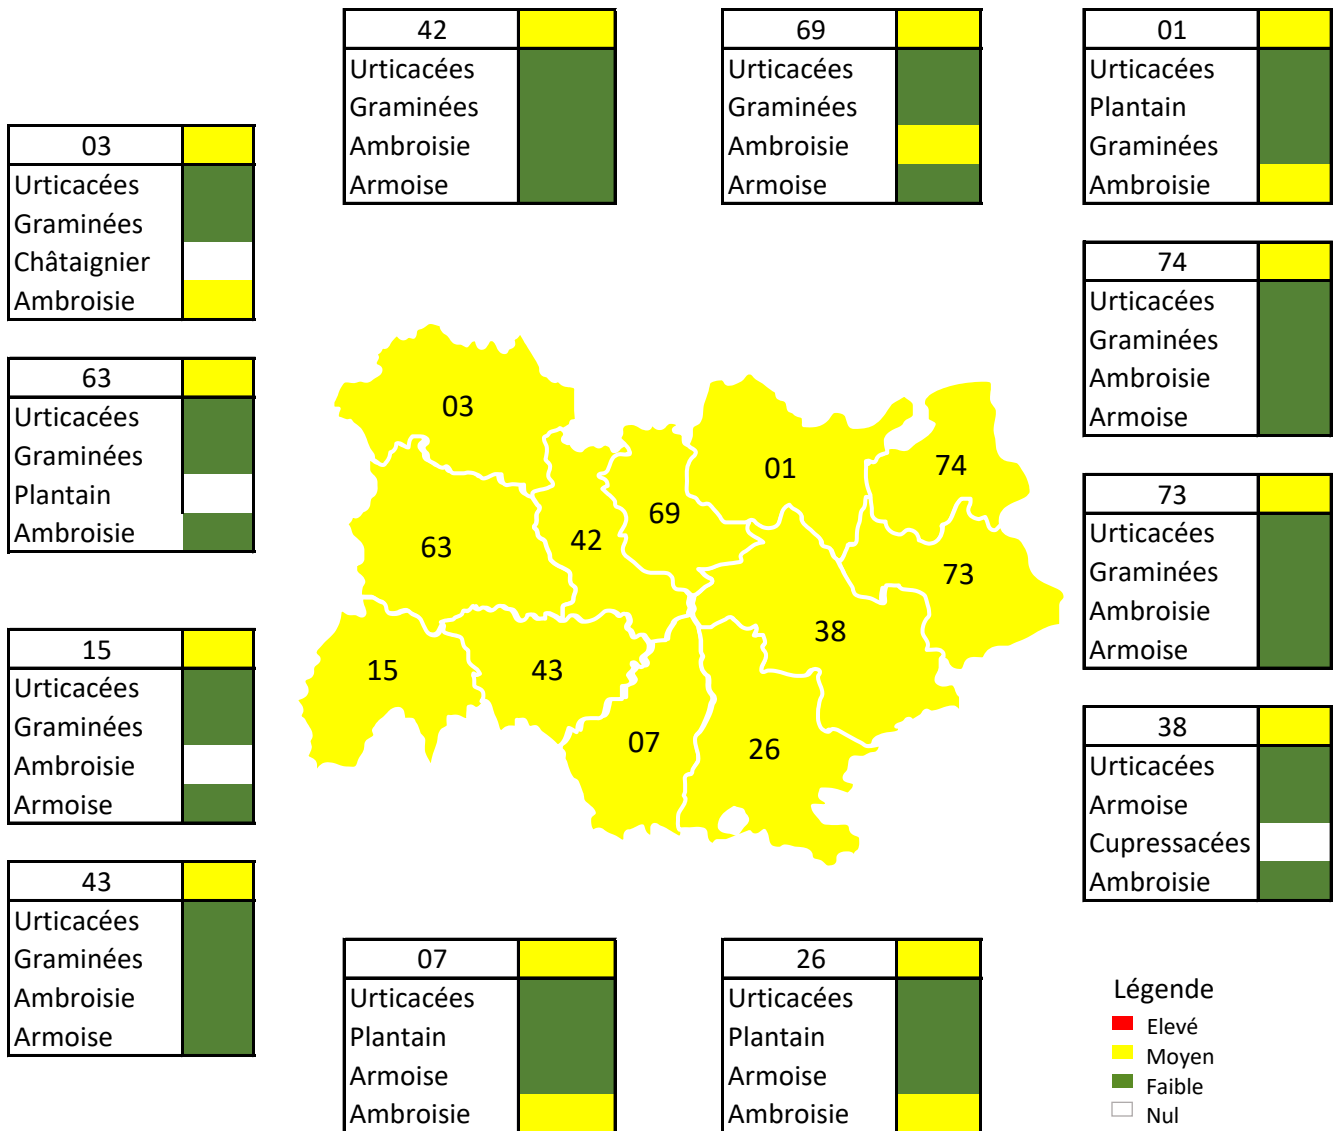 42
Urticacées
Graminées
Ambroisie
Armoise
69
Urticacées
Graminées
Ambroisie
Armoise
01
Urticacées
Plantain
Graminées
Ambroisie
03
Urticacées
Graminées
Châtaignier
Ambroisie
74
Urticacées
Graminées
Ambroisie
Armoise
63
Urticacées
Graminées
Plantain
Ambroisie
03
01
74
69
42
63
73
38
15
43
07
26
73
Urticacées
Graminées
Ambroisie
Armoise
15
Urticacées
Graminées
Ambroisie
Armoise
38
Urticacées
Armoise
Cupressacées
Ambroisie
43
Urticacées
Graminées
Ambroisie
Armoise
07
Urticacées
Plantain
Armoise
Ambroisie
26
Urticacées
Plantain
Armoise
Ambroisie
Légende
Elevé
Moyen
Faible
Nul